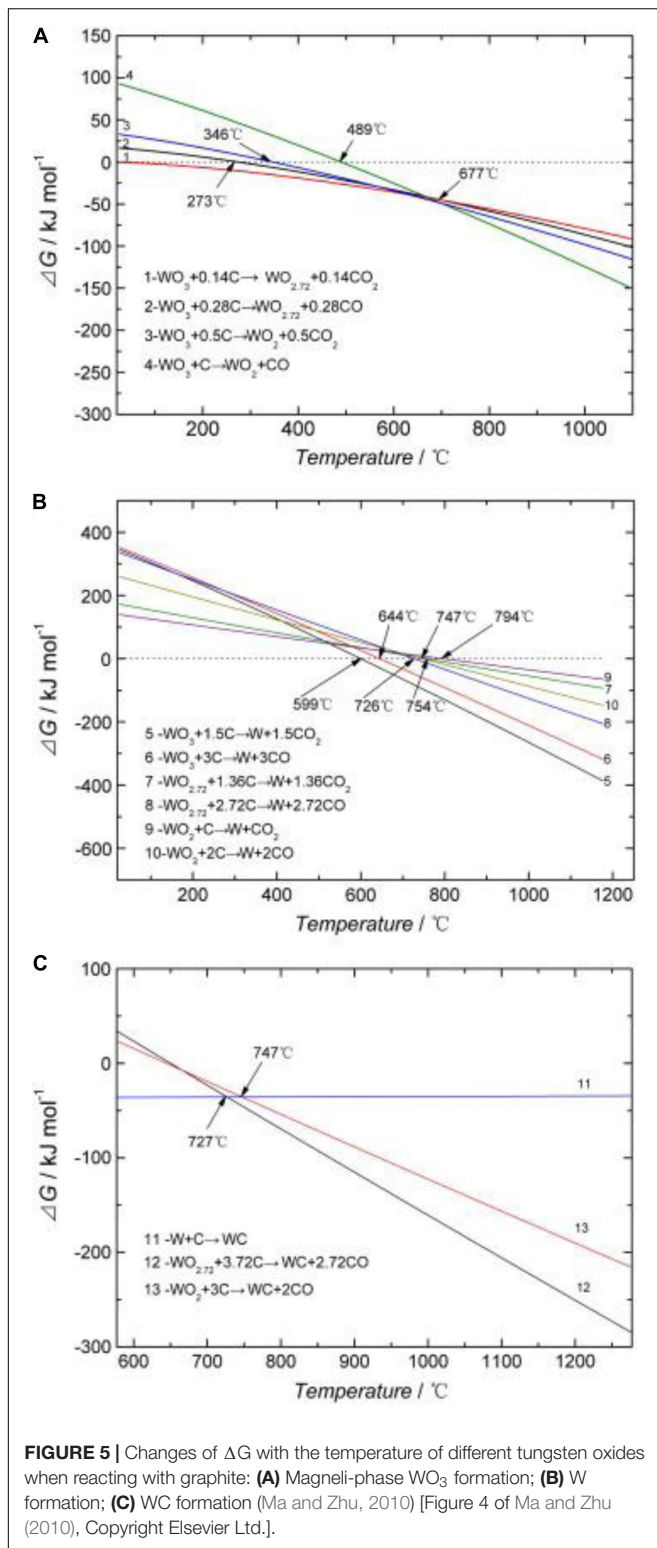 A
150
100
50
0
-50
-100
-150
-200
-250
-300
ΔG / kJ mol⁻¹
4
3
2
1
346℃
489℃
273℃
677℃
1-WO₃+0.14C→ WO₂.₇₂+0.14CO₂
2-WO₃+0.28C→WO₂.₇₂+0.28CO
3-WO₃+0.5C→WO₂+0.5CO₂
4-WO₃+C→WO₂+CO
200 400 600 800 1000
Temperature / ℃
B
400
200
0
-200
-400
-600
ΔG / kJ mol⁻¹
644℃ 747℃ 794℃
599℃ 726℃ 754℃
9
7
10
8
6
5
5 -WO₃+1.5C→W+1.5CO₂
6 -WO₃+3C→W+3CO
7 -WO₂.₇₂+1.36C→W+1.36CO₂
8 -WO₂.₇₂+2.72C→W+2.72CO
9 -WO₂+C→W+CO₂
10-WO₂+2C→W+2CO
200 400 600 800 1000 1200
Temperature / ℃
C
100
0
-100
-200
-300
ΔG / kJ mol⁻¹
747℃
727℃
11
13
12
11 -W+C→WC
12 -WO₂.₇₂+3.72C→WC+2.72CO
13 -WO₂+3C→WC+2CO
600 700 800 900 1000 1100 1200
Temperature / ℃
FIGURE 5 | Changes of ΔG with the temperature of different tungsten oxides
when reacting with graphite: (A) Magneli-phase WO₃ formation; (B) W
formation; (C) WC formation (Ma and Zhu, 2010) [Figure 4 of Ma and Zhu
(2010), Copyright Elsevier Ltd.].